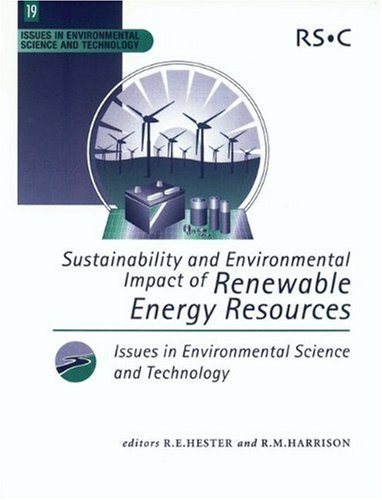 19
ISSUES IN ENVIRONMENTAL
SCIENCE AND TECHNOLOGY
RS•C
Sustainability and Environmental
Impact of Renewable
Energy Resources
Issues in Environmental Science
and Technology
editors R.E.HESTER and R.M.HARRISON